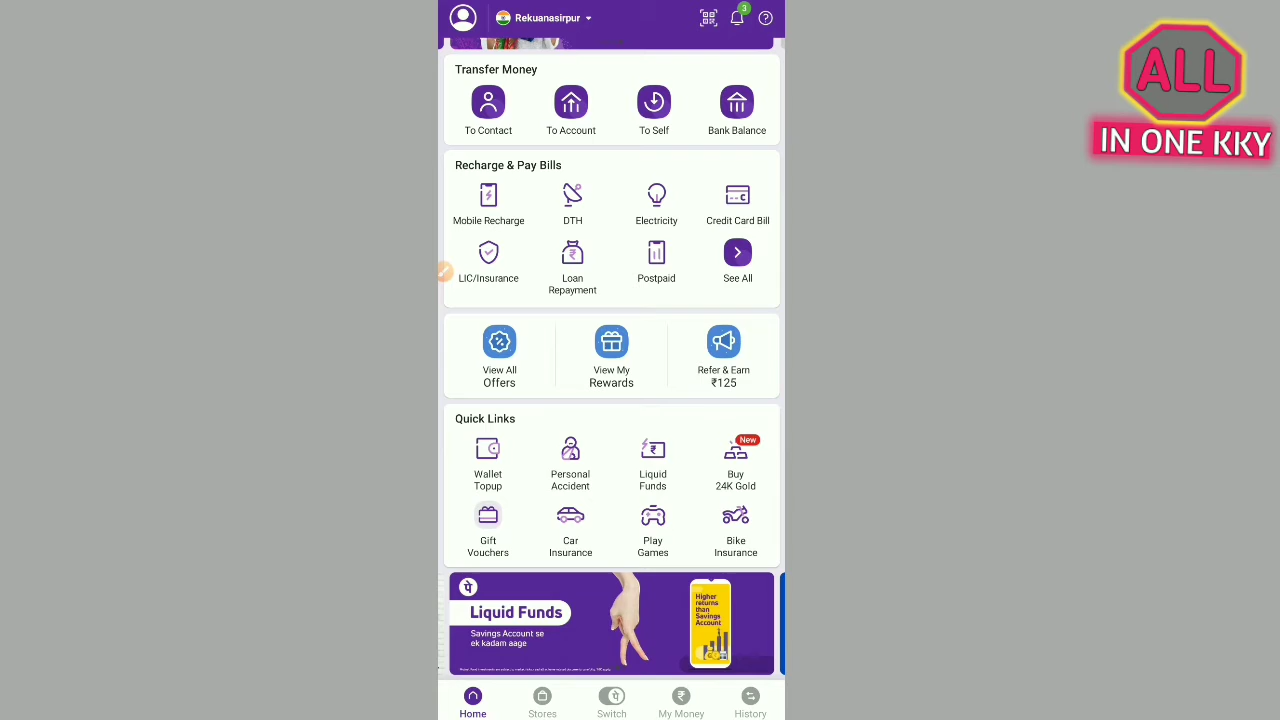 Rekuanasirpur
3
ALL
IN ONE KKY
Transfer Money
To Contact
To Account
To Self
Bank Balance
Recharge & Pay Bills
Mobile Recharge
DTH
Electricity
Credit Card Bill
LIC/Insurance
Loan
Repayment
Postpaid
See All
View All
Offers
View My
Rewards
Refer & Earn
₹125
Quick Links
Wallet
Topup
Personal
Accident
Liquid
Funds
New
Buy
24K Gold
Gift
Vouchers
Car
Insurance
Play
Games
Bike
Insurance
पे
Liquid Funds
Savings Account se
ek kadam aage
Higher
returns
than
Savings
Account
Home
Stores
पे
Switch
My Money
History